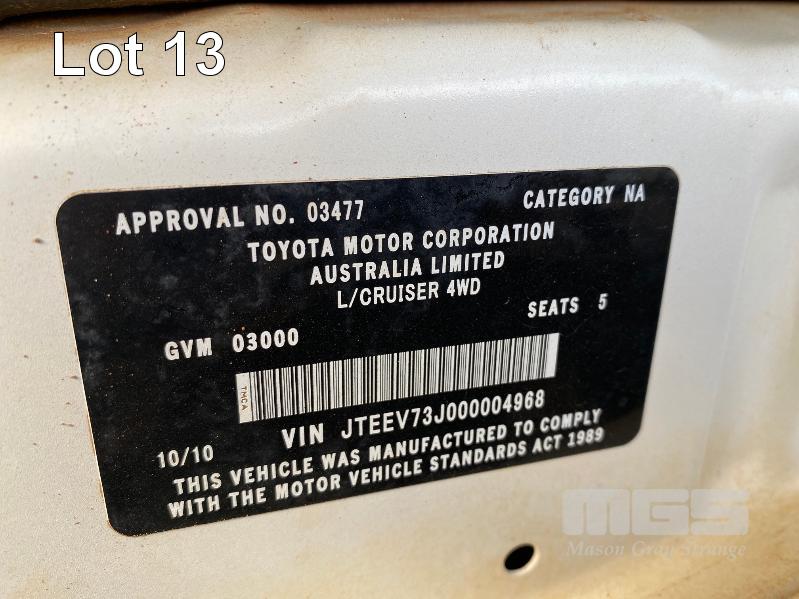 Lot 13
APPROVAL NO. 03477 CATEGORY NA
TOYOTA MOTOR CORPORATION
AUSTRALIA LIMITED
L/CRUISER 4WD
GVM 03000 SEATS 5
TMCA
10/10 VIN JTEEV73J000004968
THIS VEHICLE WAS MANUFACTURED TO COMPLY
WITH THE MOTOR VEHICLE STANDARDS ACT 1989
MGS
Mason Gray Strange